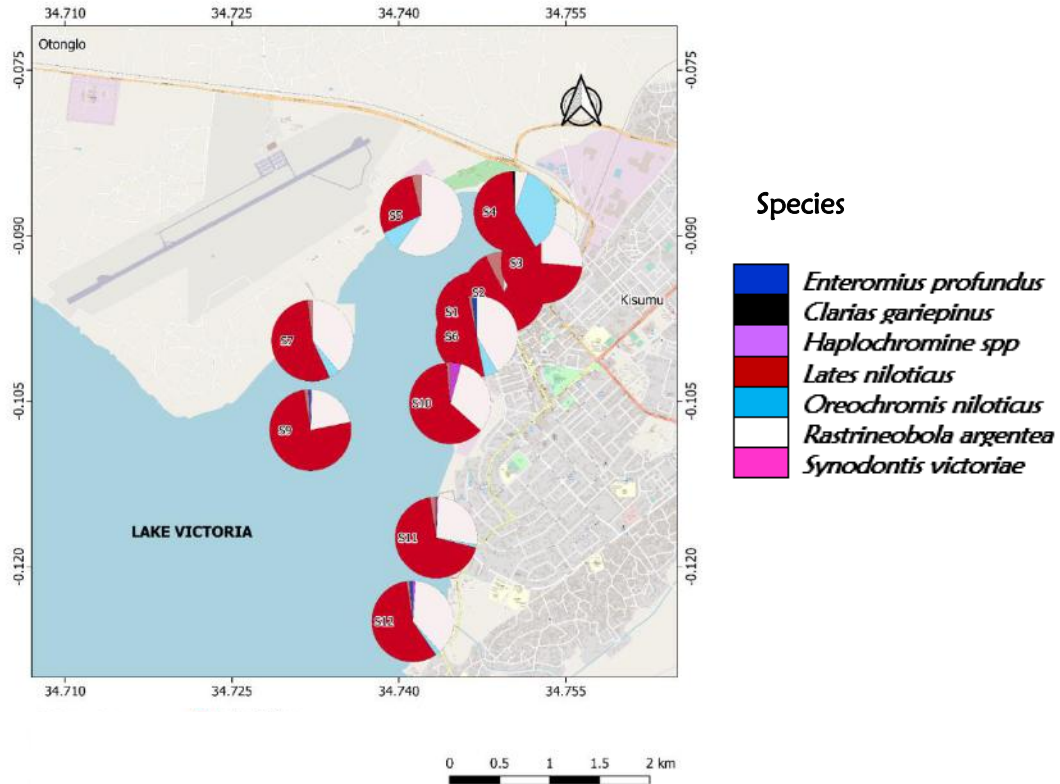 34.710 34.725 34.740 34.755
Otonglo
-0.075 -0.075
S5 S4
Species
-0.090 -0.090
S3
Enteromius profundus
S2
Kisumu
Clarias gariepinus
S1
S6
S7
Haplochromine spp
Lates niloticus
-0.105 -0.105
S10
Oreochromis niloticus
S9
Rastrineobola argentea
Synodontis victoriae
LAKE VICTORIA
S11
-0.120 -0.120
S12
34.710 34.725 34.740 34.755
0 0.5 1 1.5 2 km